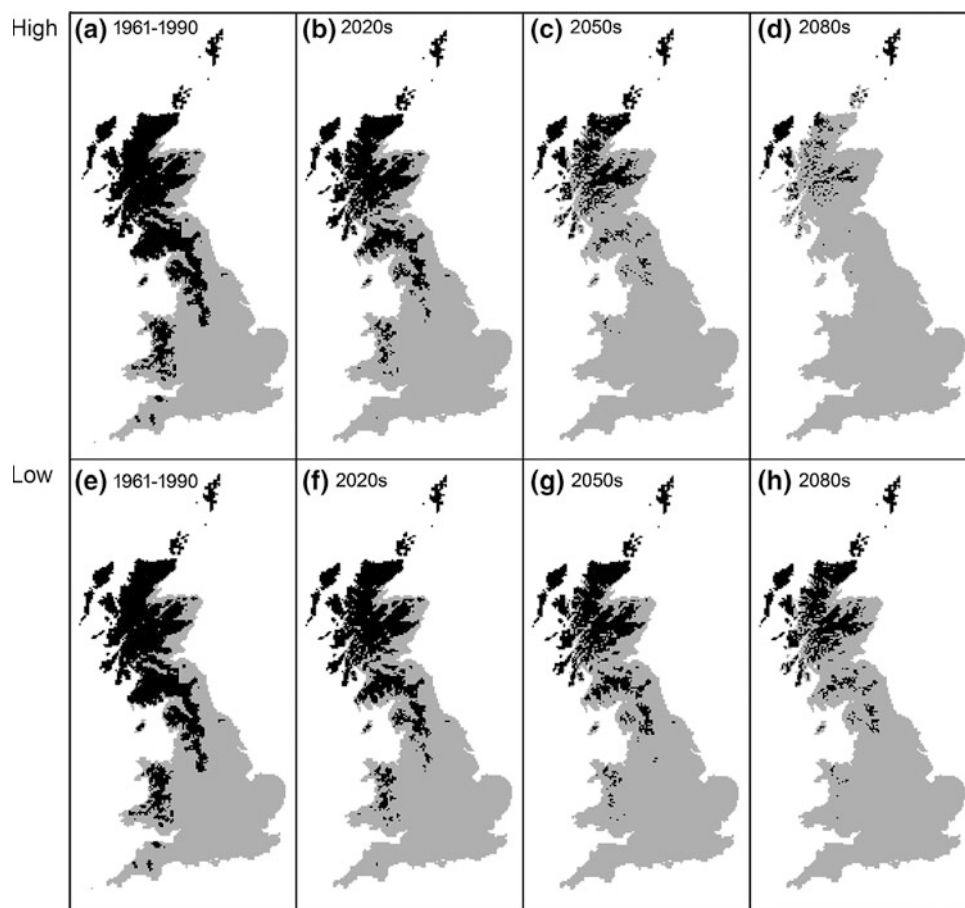 High
(a) 1961-1990
(b) 2020s
(c) 2050s
(d) 2080s
Low
(e) 1961-1990
(f) 2020s
(g) 2050s
(h) 2080s